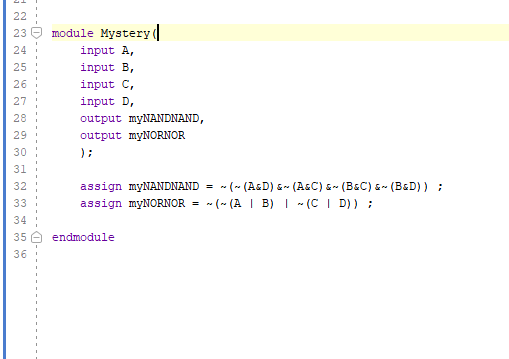 21
22
23 module Mystery(
24     input A,
25     input B,
26     input C,
27     input D,
28     output myNANDNAND,
29     output myNORNOR
30     );
31
32     assign myNANDNAND = ~(~(A&D)&~(A&C)&~(B&C)&~(B&D)) ;
33     assign myNORNOR = ~(~(A | B) | ~(C | D)) ;
34
35 endmodule
36